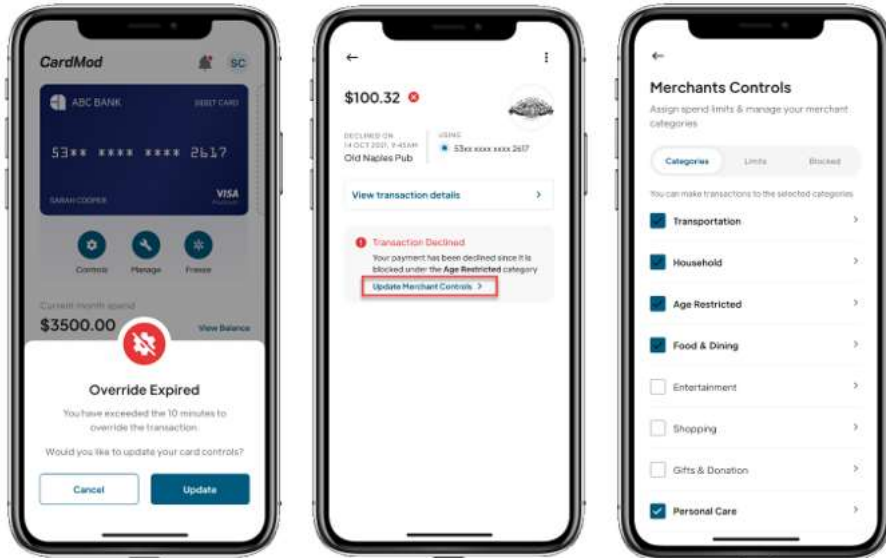 CardMod
SC
ABC BANK
DEBIT CARD
53** **** **** 2617
SARAH COOPER
VISA
Platinum
Controls
Manage
Freeze
Current month spend
$3500.00
View Balance
Override Expired
You have exceeded the 10 minutes to
override the transaction.
Would you like to update your card controls?
Cancel
Update
$100.32
DECLINED ON
14 OCT 2021, 9:45AM
Old Naples Pub
USING
53xx xxxx xxxx 2617
View transaction details
Transaction Declined
Your payment has been declined since it is
blocked under the Age Restricted category
Update Merchant Controls
Merchants Controls
Assign spend limits & manage your merchant
categories
Categories
Limits
Blocked
You can make transactions to the selected categories
Transportation
Household
Age Restricted
Food & Dining
Entertainment
Shopping
Gifts & Donation
Personal Care